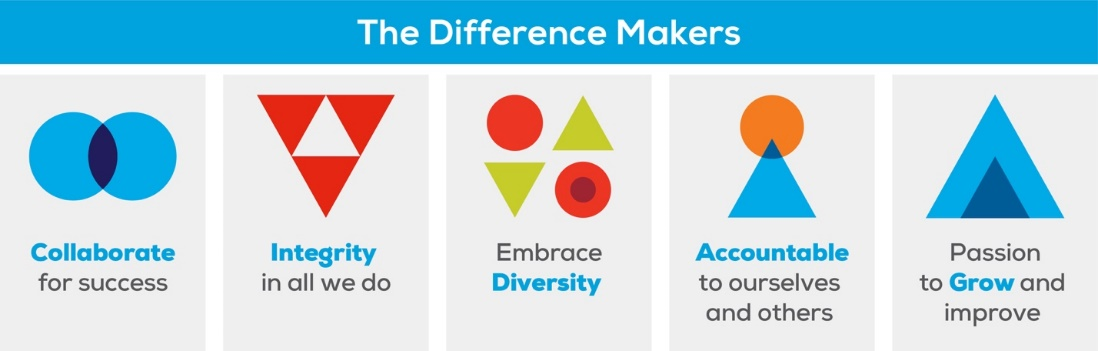 The Difference Makers
Collaborate
for success
Integrity
in all we do
Embrace
Diversity
Accountable
to ourselves
and others
Passion
to Grow and
improve